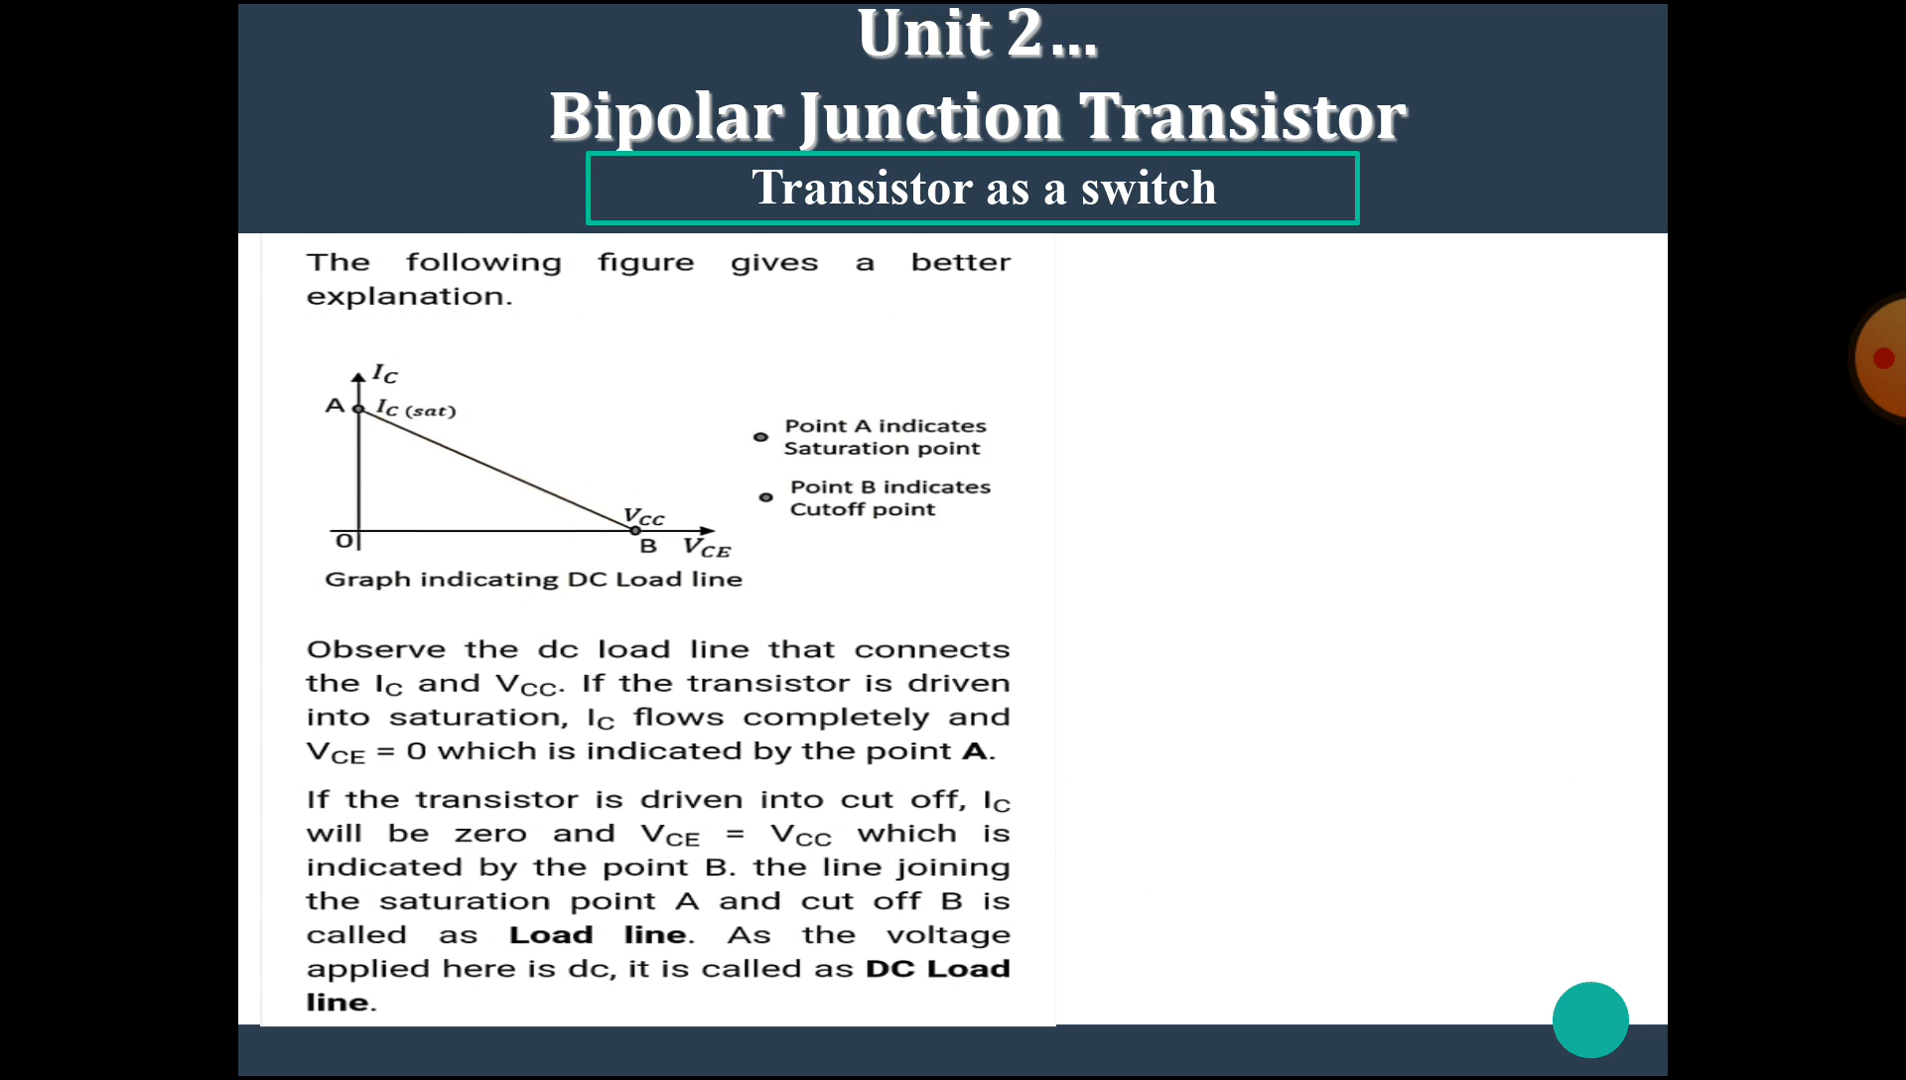 Unit 2...
Bipolar Junction Transistor
Transistor as a switch
The following figure gives a better
explanation.
I_C
A I_C (sat)
Point A indicates
Saturation point
Point B indicates
Cutoff point
V_CC
O B V_CE
Graph indicating DC Load line
Observe the dc load line that connects
the I_C and V_CC. If the transistor is driven
into saturation, I_C flows completely and
V_CE = 0 which is indicated by the point A.
If the transistor is driven into cut off, I_C
will be zero and V_CE = V_CC which is
indicated by the point B. the line joining
the saturation point A and cut off B is
called as Load line. As the voltage
applied here is dc, it is called as DC Load
line.